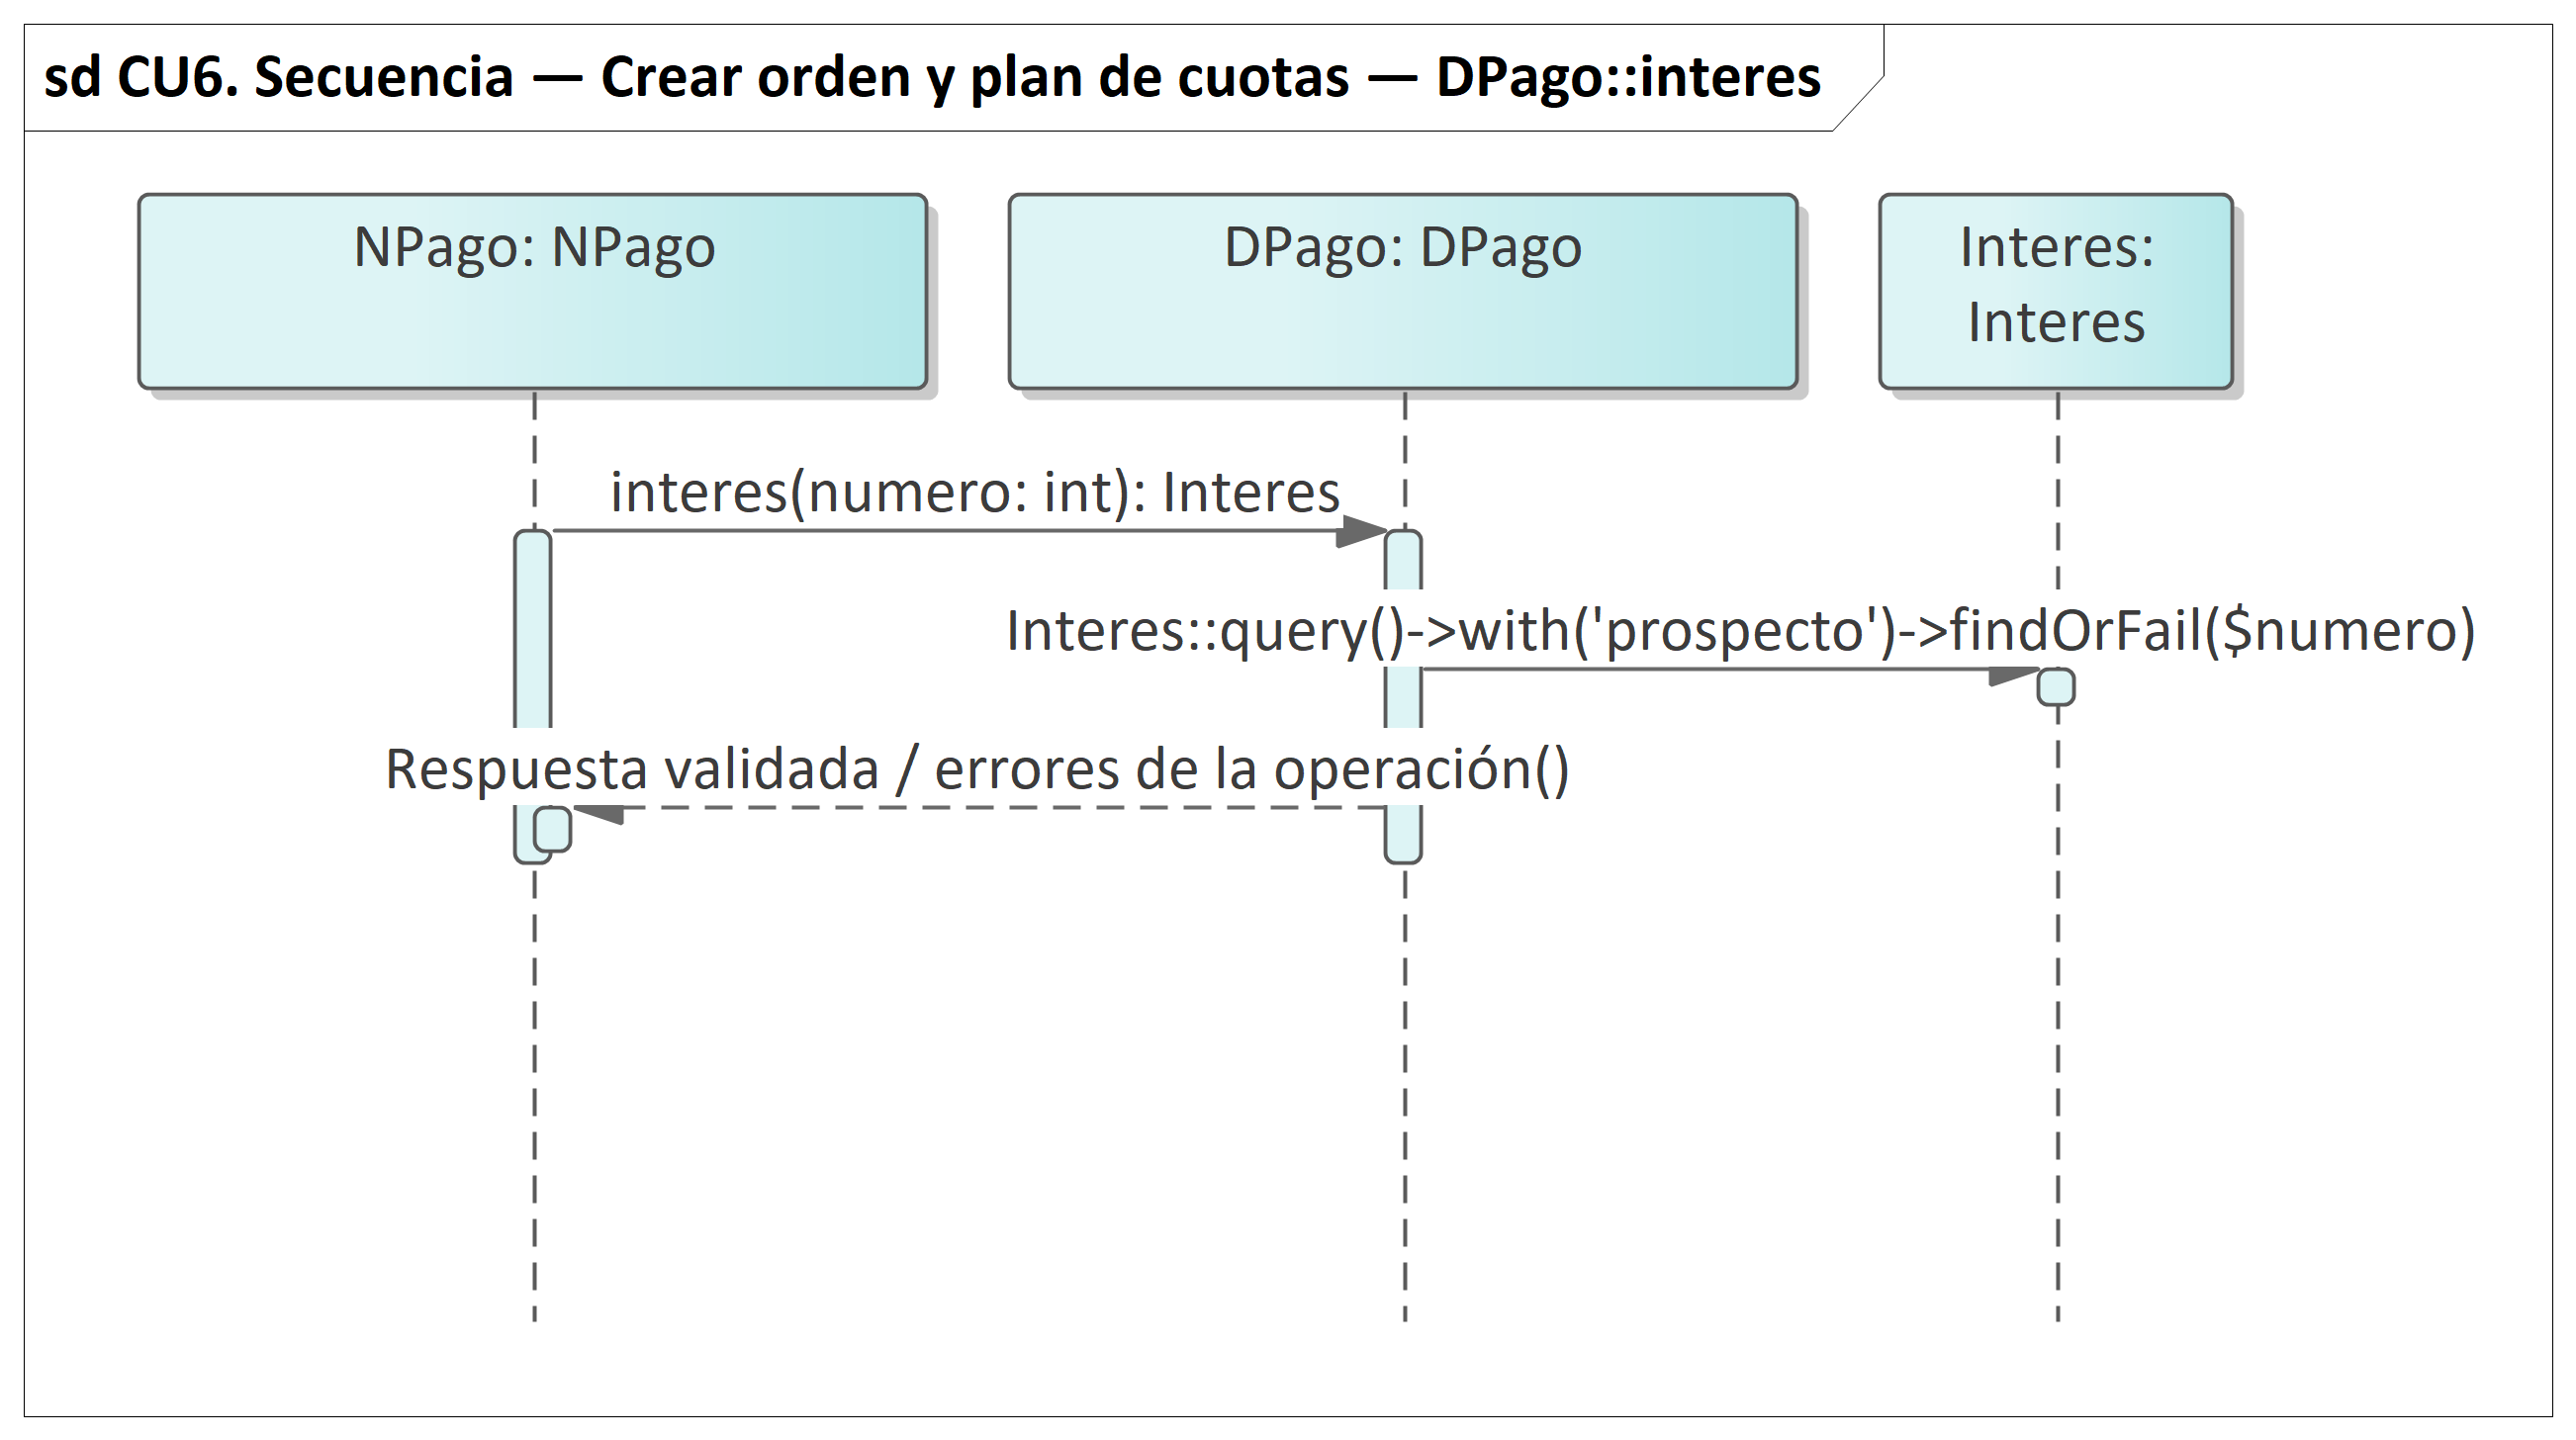 sd CU6. Secuencia — Crear orden y plan de cuotas — DPago::interes
NPago: NPago
DPago: DPago
Interes:
Interes
interes(numero: int): Interes
Interes::query()->with('prospecto')->findOrFail($numero)
Respuesta validada / errores de la operación()